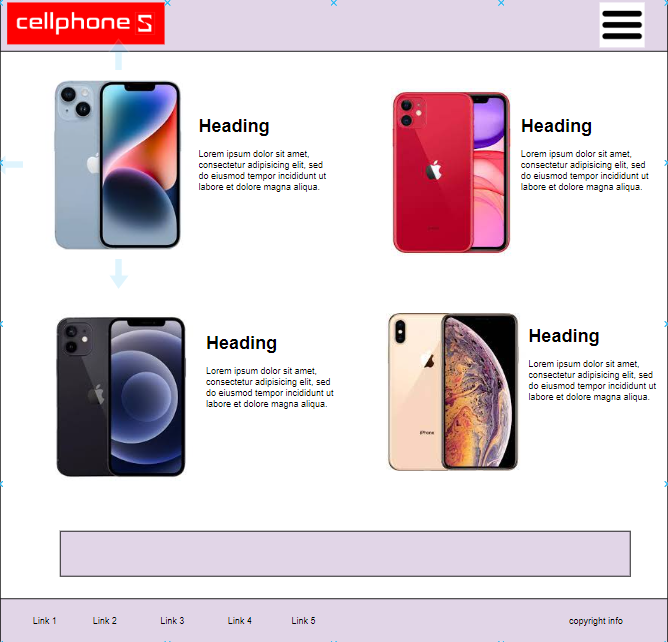 cellphone S
Heading
Lorem ipsum dolor sit amet,
consectetur adipisicing elit, sed
do eiusmod tempor incididunt ut
labore et dolore magna aliqua.
Heading
Lorem ipsum dolor sit amet,
consectetur adipisicing elit, sed
do eiusmod tempor incididunt ut
labore et dolore magna aliqua.
Heading
Lorem ipsum dolor sit amet,
consectetur adipisicing elit, sed
do eiusmod tempor incididunt ut
labore et dolore magna aliqua.
iPhone
Heading
Lorem ipsum dolor sit amet,
consectetur adipisicing elit, sed
do eiusmod tempor incididunt ut
labore et dolore magna aliqua.
Link 1 Link 2 Link 3 Link 4 Link 5 copyright info